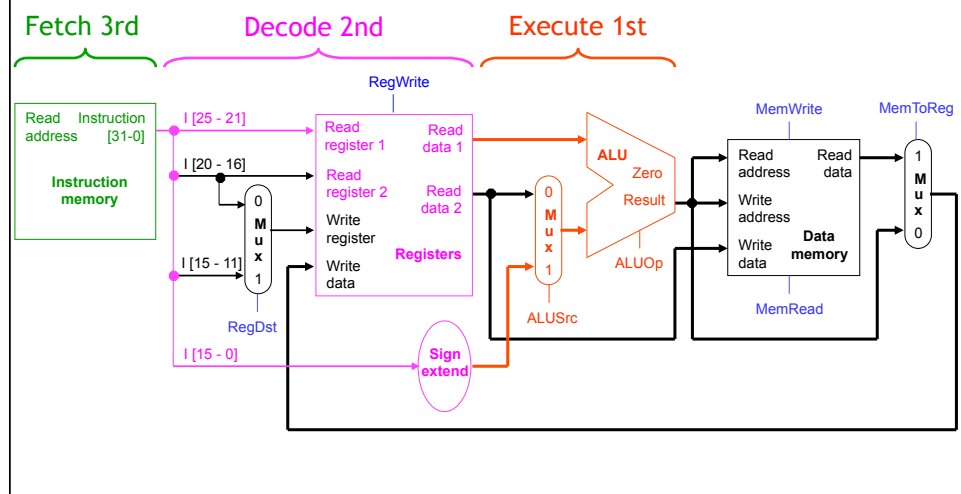 Fetch 3rd
Decode 2nd
Execute 1st
RegWrite
MemWrite
MemToReg
Read Instruction
address [31-0]
Instruction
memory
I [25 - 21]
I [20 - 16]
I [15 - 11]
I [15 - 0]
0
M
u
x
1
RegDst
Read
register 1
Read
data 1
Read
register 2
Read
data 2
Write
register
Write
data
Registers
Sign
extend
0
M
u
x
1
ALUSrc
ALU
Zero
Result
ALUOp
Read
address
Read
data
Write
address
Write
data
Data
memory
MemRead
1
M
u
x
0